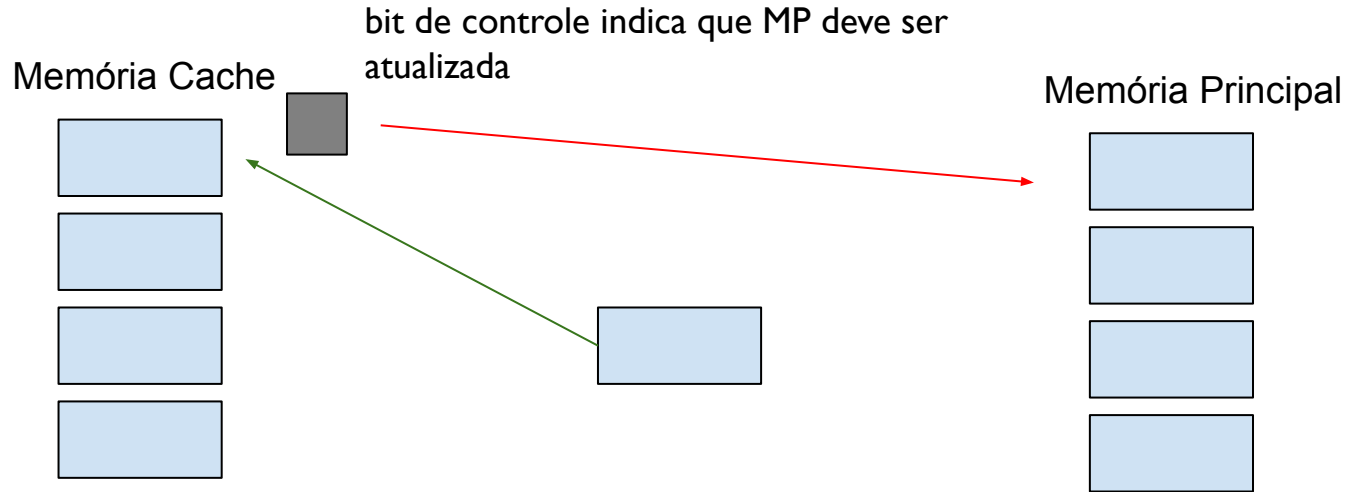 bit de controle indica que MP deve ser
atualizada
Memória Cache
Memória Principal